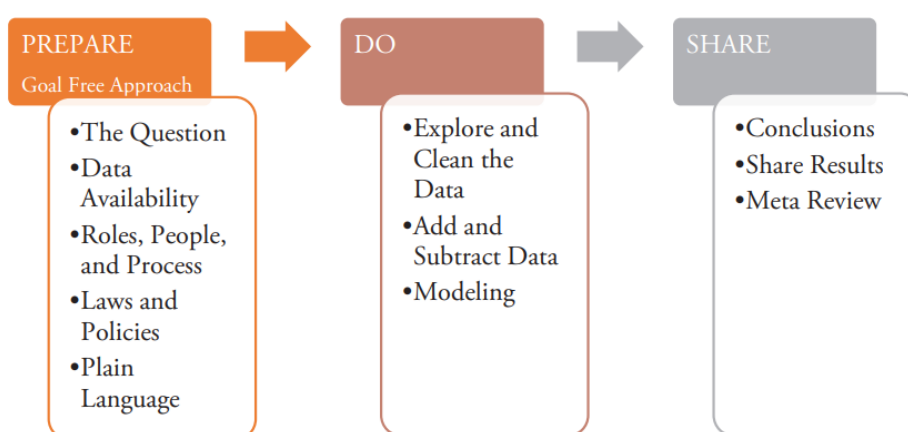 PREPARE
Goal Free Approach
•The Question
•Data
Availability
•Roles, People,
and Process
•Laws and
Policies
•Plain
Language
DO
•Explore and
Clean the
Data
•Add and
Subtract Data
•Modeling
SHARE
•Conclusions
•Share Results
•Meta Review